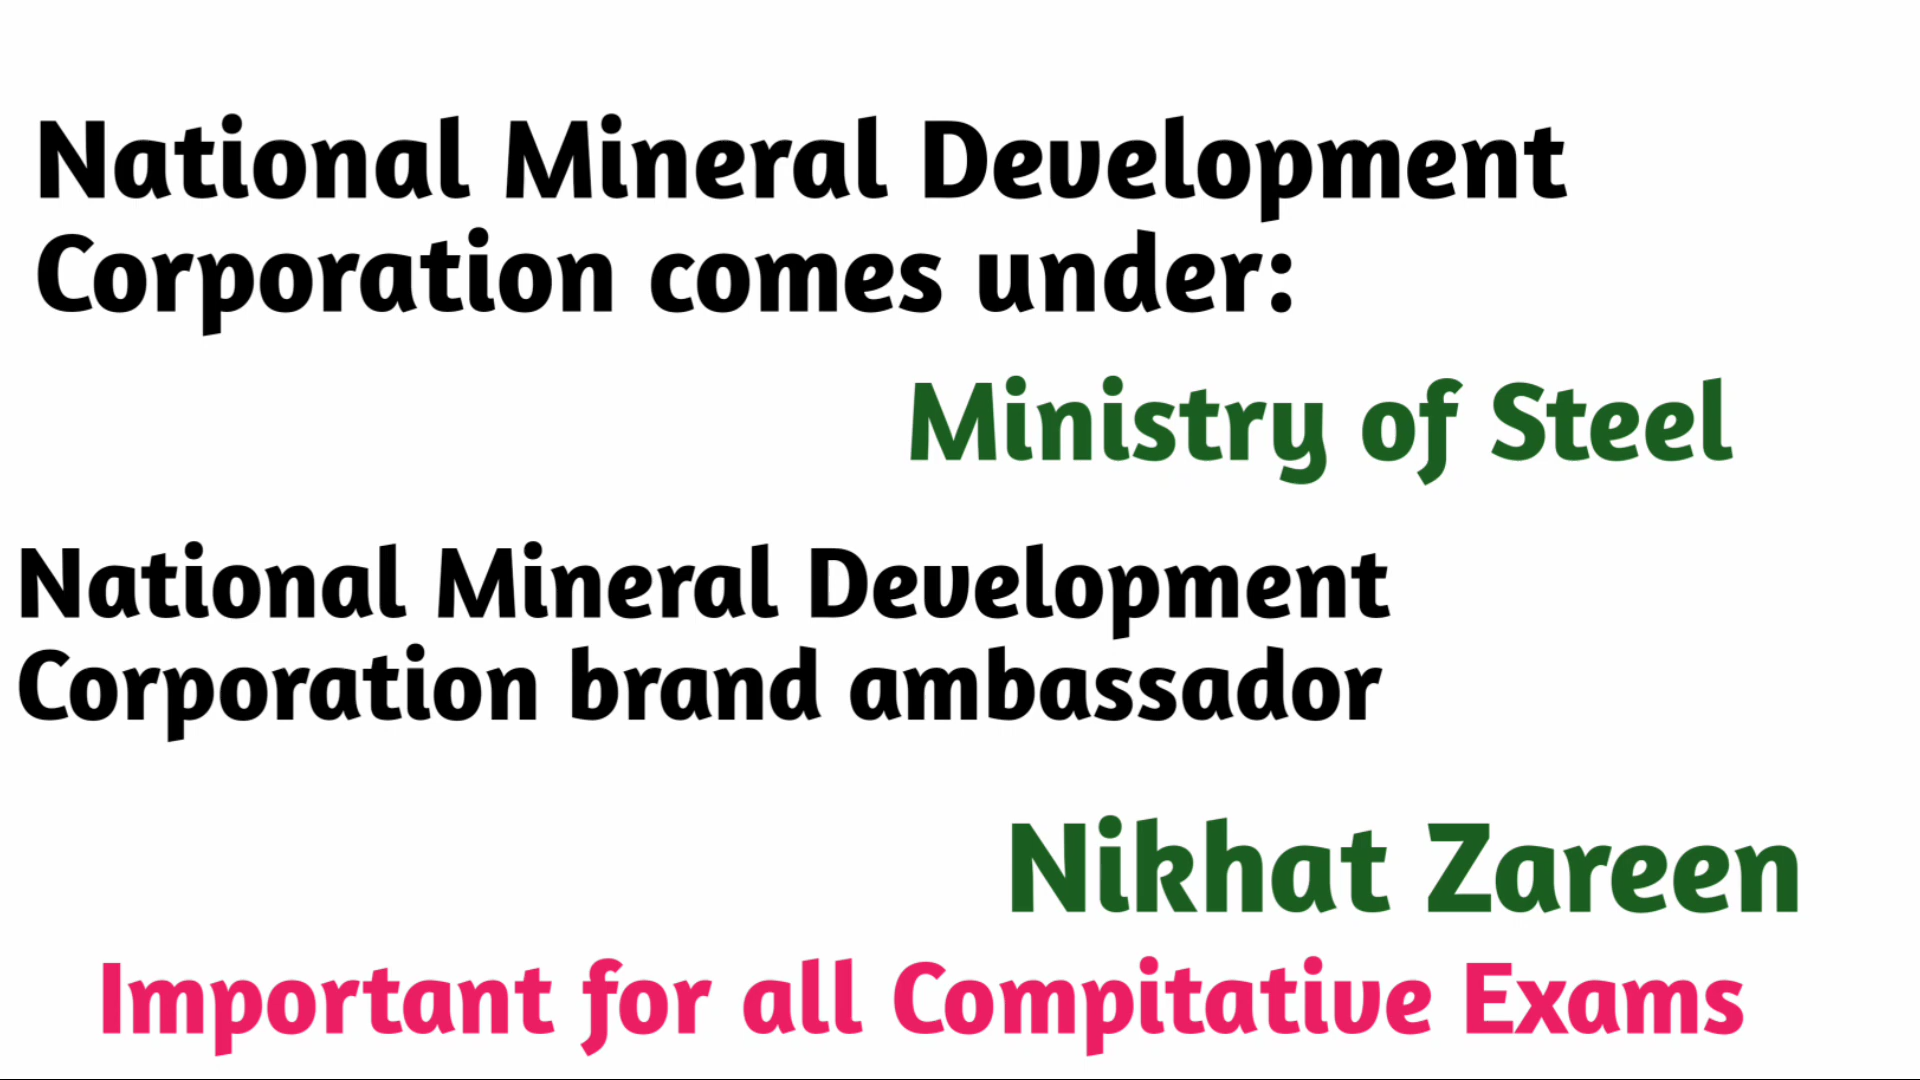 National Mineral Development
Corporation comes under:
Ministry of Steel
National Mineral Development
Corporation brand ambassador
Nikhat Zareen
Important for all Compitative Exams